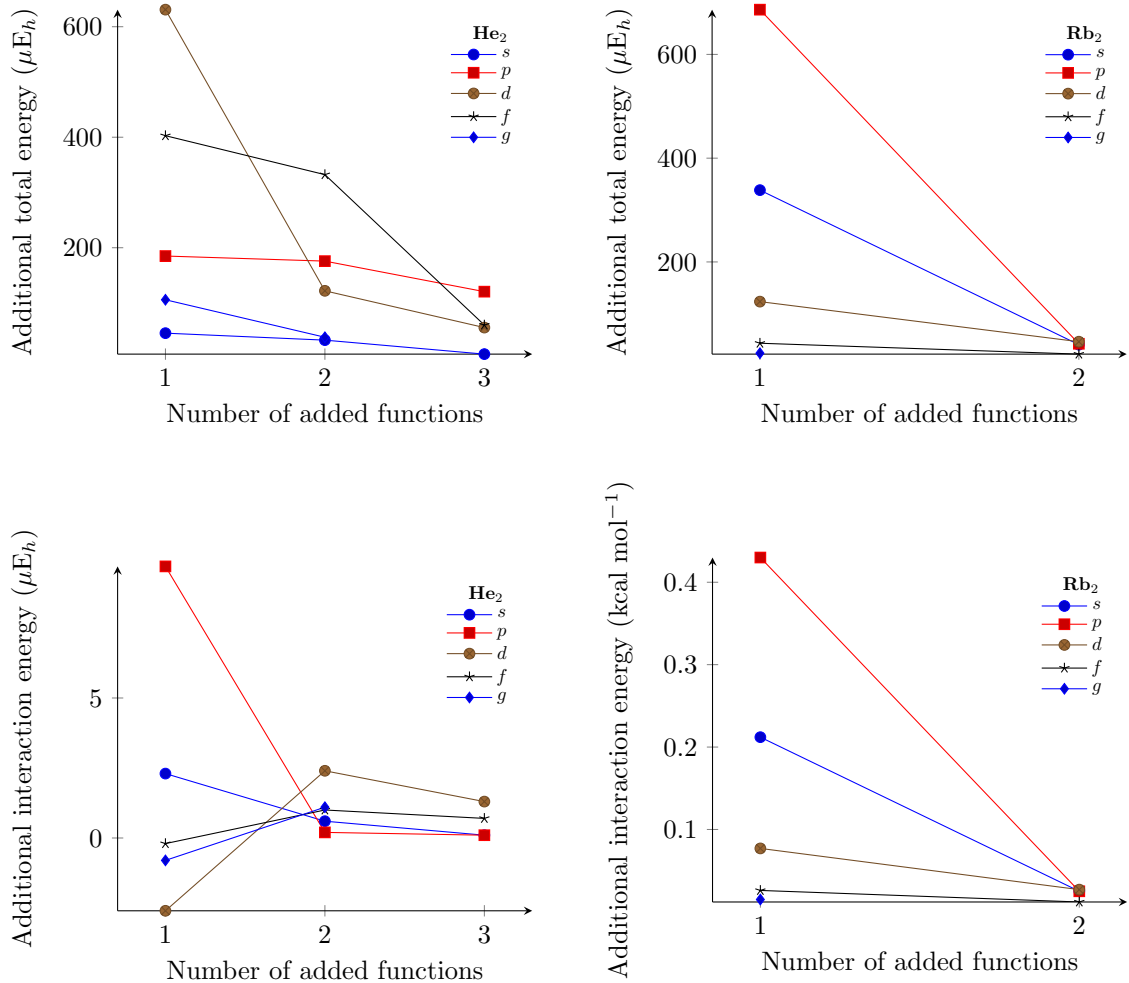 Additional total energy (μE_h)
600
400
200
He₂
s
p
d
f
g
1 2 3
Number of added functions
Additional total energy (μE_h)
600
400
200
Rb₂
s
p
d
f
g
1 2
Number of added functions
Additional interaction energy (μE_h)
5
0
He₂
s
p
d
f
g
1 2 3
Number of added functions
Additional interaction energy (kcal mol⁻¹)
0.4
0.3
0.2
0.1
Rb₂
s
p
d
f
g
1 2
Number of added functions